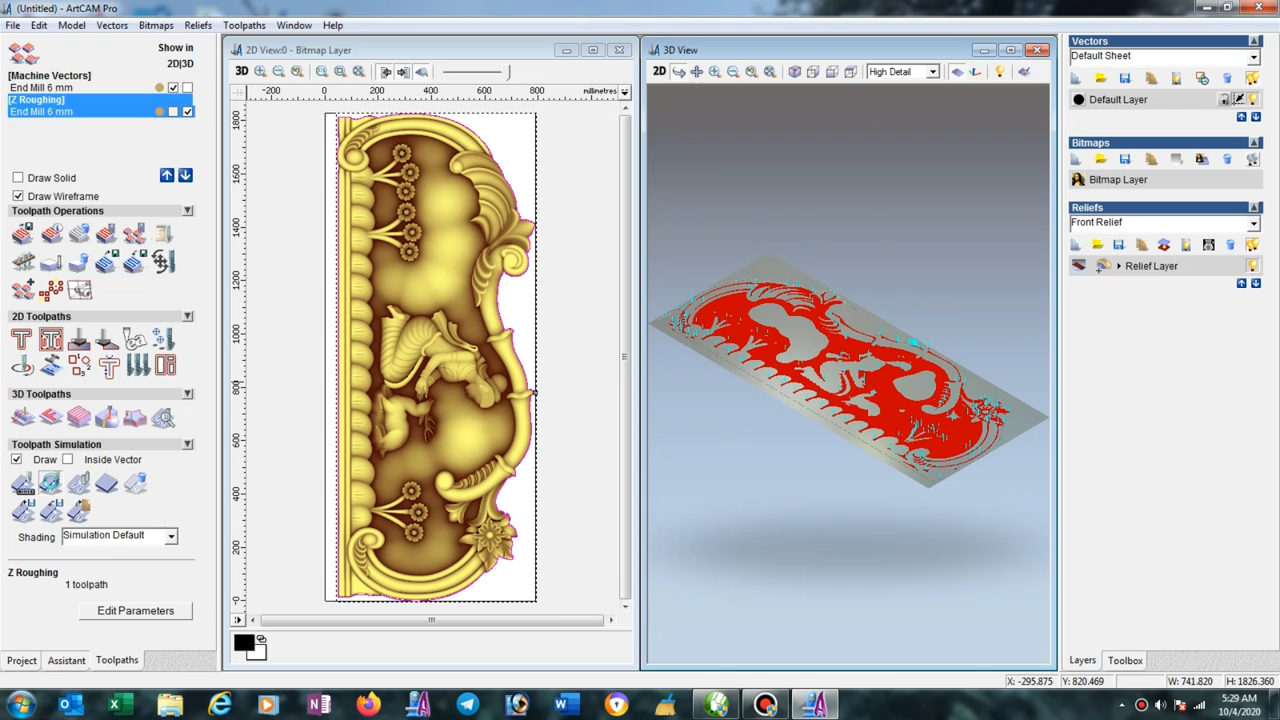 (Untitled) - ArtCAM Pro
File Edit Model Vectors Bitmaps Reliefs Toolpaths Window Help
Show in
2D|3D
[Machine Vectors]
End Mill 6 mm
[Z Roughing]
End Mill 6 mm
Draw Solid
Draw Wireframe
Toolpath Operations
2D Toolpaths
3D Toolpaths
Toolpath Simulation
Draw Inside Vector
Shading Simulation Default
Z Roughing
1 toolpath
Edit Parameters
Project Assistant Toolpaths
2D View:0 - Bitmap Layer
3D
-200 0 200 400 600 800 millimetres
1800
1600
1400
1200
1000
800
600
400
200
0
3D View
2D High Detail
Vectors
Default Sheet
Default Layer
Bitmaps
Bitmap Layer
Reliefs
Front Relief
Relief Layer
Layers Toolbox
X: -295.875 Y: 820.469 W: 741.820 H: 1826.360
5:29 AM
10/4/2020